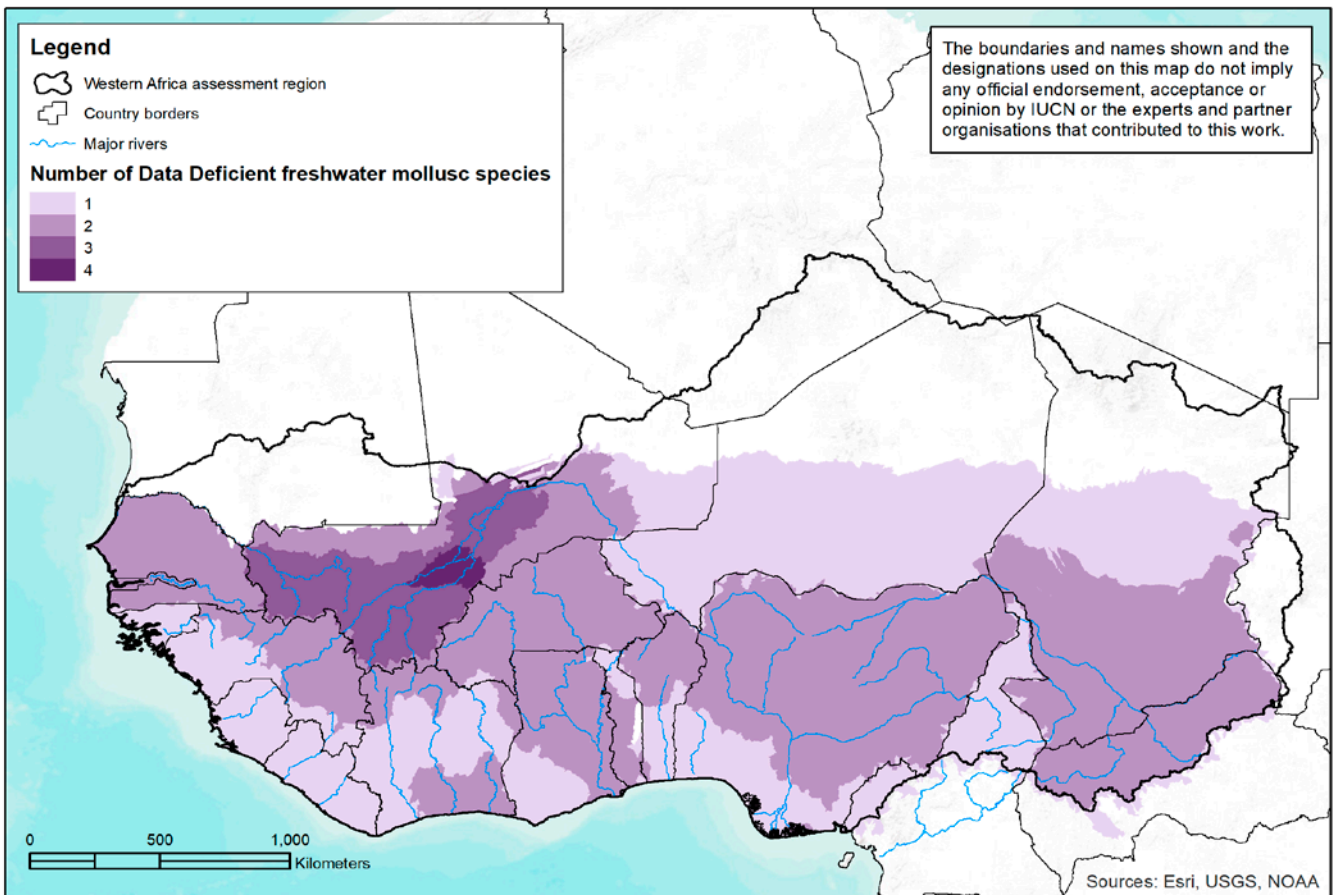 Legend
Western Africa assessment region
Country borders
Major rivers
Number of Data Deficient freshwater mollusc species
1
2
3
4
The boundaries and names shown and the
designations used on this map do not imply
any official endorsement, acceptance or
opinion by IUCN or the experts and partner
organisations that contributed to this work.
0 500 1,000
Kilometers
Sources: Esri, USGS, NOAA